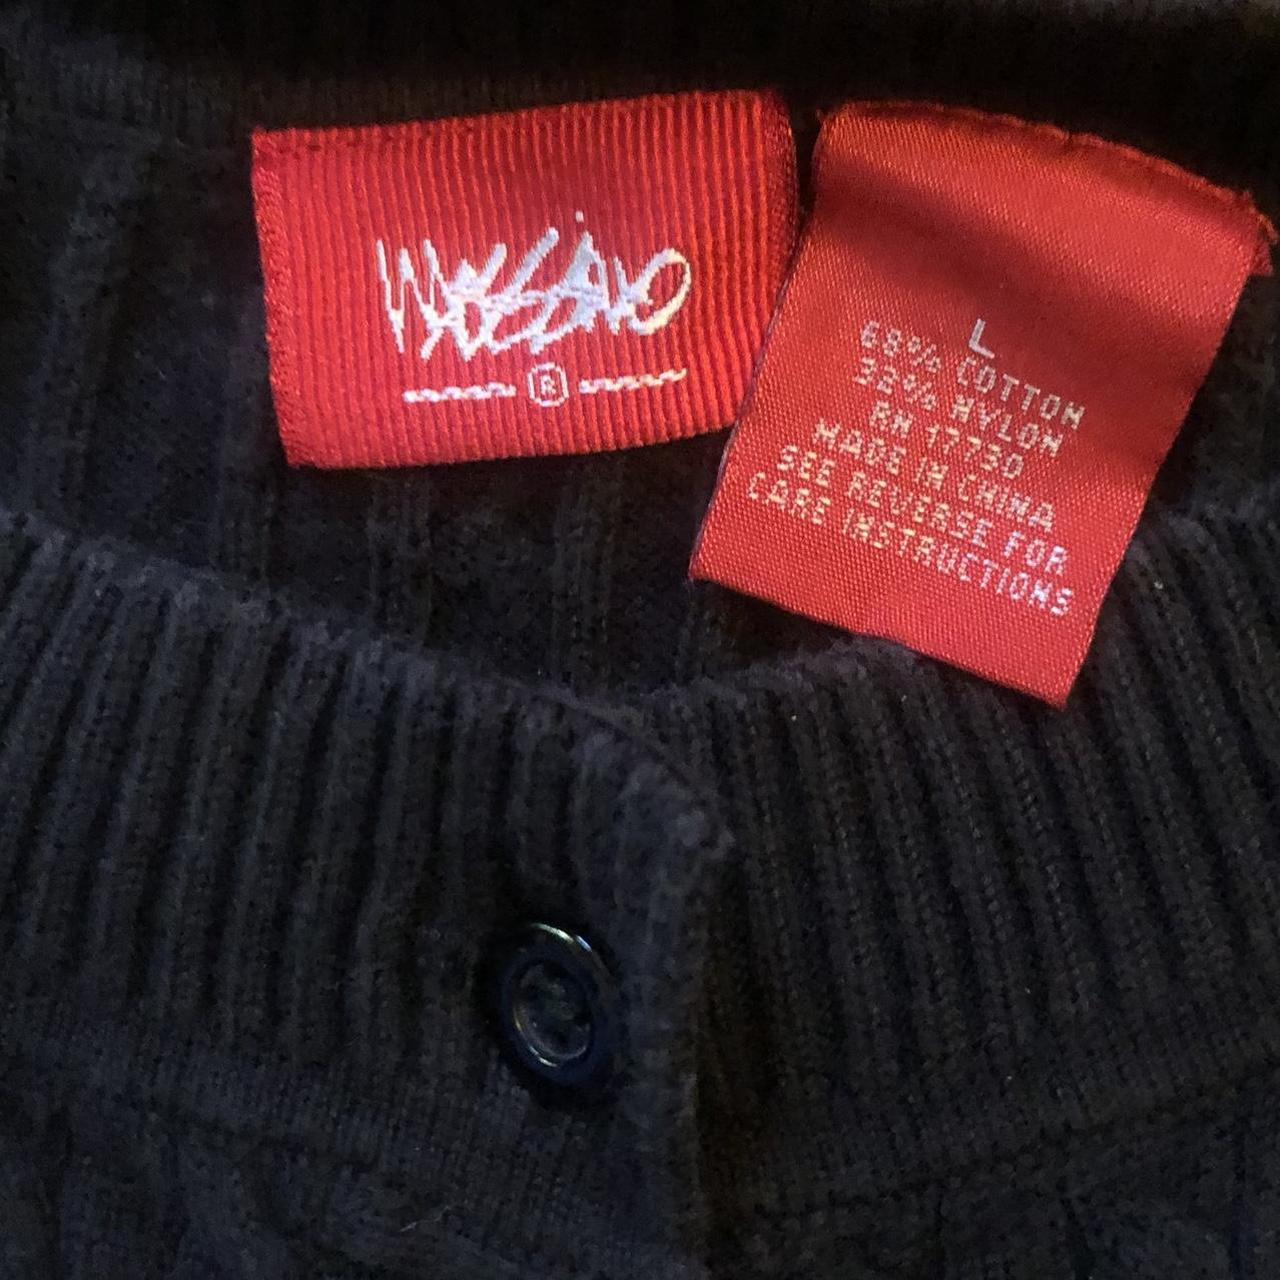 MOSSIMO
®
L
68% COTTON
32% NYLON
RN 17730
MADE IN CHINA
SEE REVERSE FOR
CARE INSTRUCTIONS